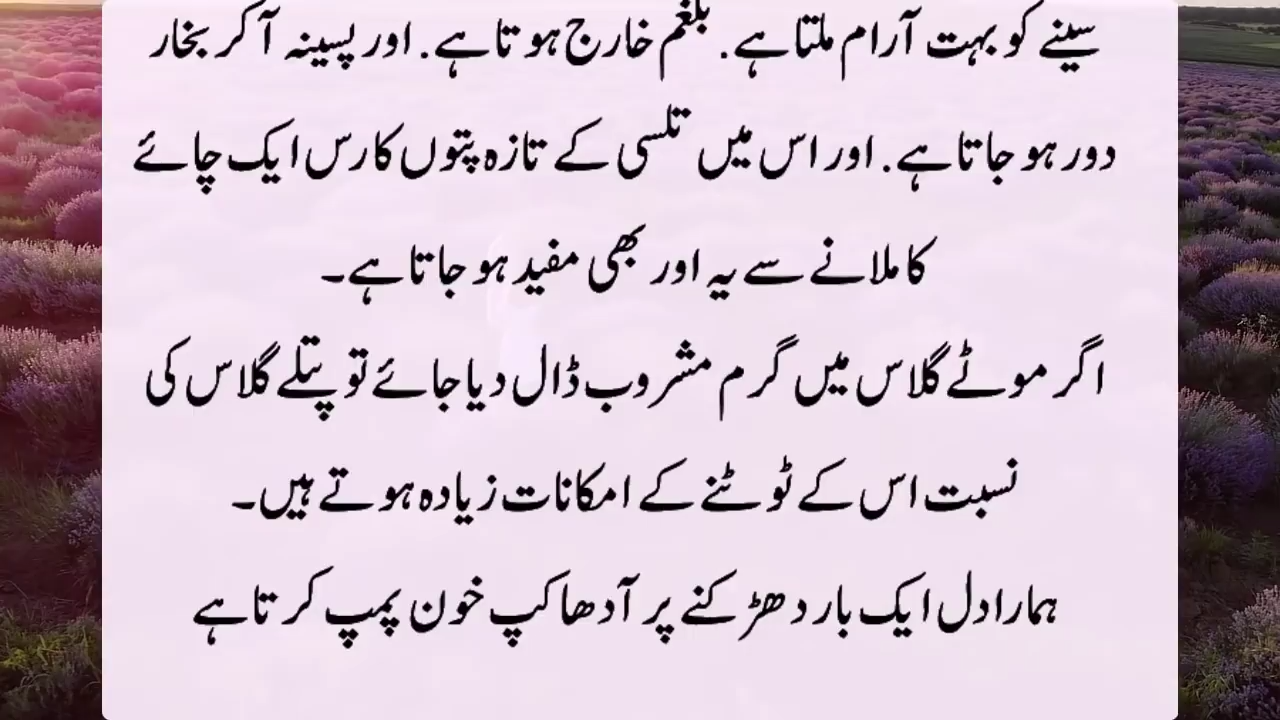 سینے کو بہت آرام ملتا ہے. بلغم خارج ہو تا ہے. اور پسینہ آ کر بخار
دور ہو جاتا ہے. اور اس میں تلسی کے تازہ پتوں کا رس ایک چائے
کا ملانے سے یہ اور بھی مفید ہو جاتا ہے۔
اگر موٹے گلاس میں گرم مشروب ڈال دیا جائے تو پتلے گلاس کی
نسبت اس کے ٹوٹنے کے امکانات زیادہ ہوتے ہیں۔
ہمارا دل ایک بار دھڑکنے پر آدھا کپ خون پمپ کرتا ہے